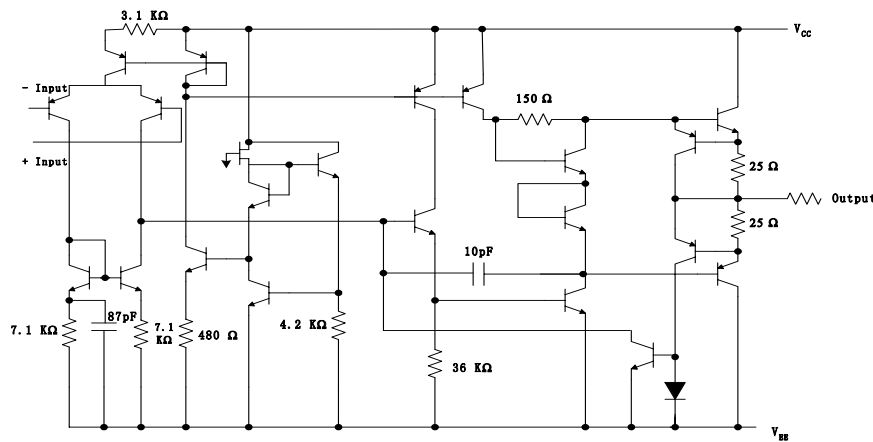 3.1 KΩ
VCC
- Input
150 Ω
+ Input
25 Ω
Output
25 Ω
10pF
87pF
7.1 KΩ
7.1
KΩ
480 Ω
4.2 KΩ
36 KΩ
VEE